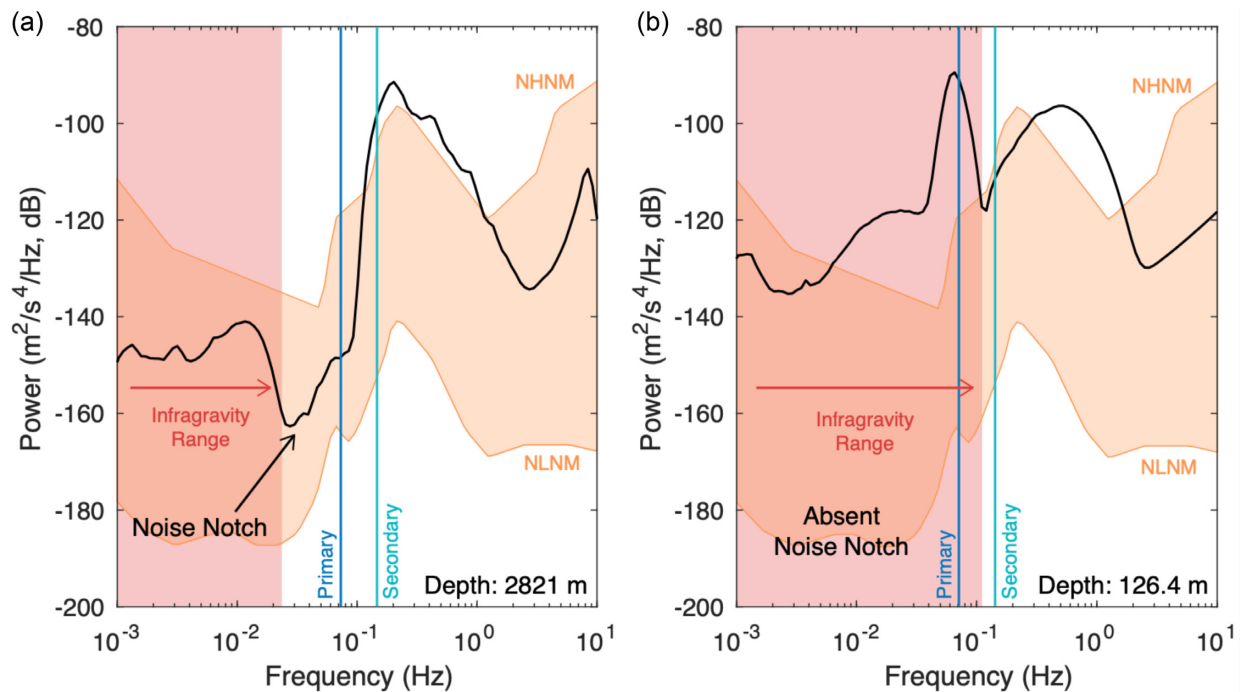 (a)
-80
-100
-120
-140
-160
-180
-200
Power (m²/s⁴/Hz, dB)
NHNM
Infragravity
Range
NLNM
Noise Notch
Primary
Secondary
Depth: 2821 m
10⁻³
10⁻²
10⁻¹
10⁰
10¹
Frequency (Hz)
(b)
-80
-100
-120
-140
-160
-180
-200
Power (m²/s⁴/Hz, dB)
NHNM
Infragravity
Range
NLNM
Absent
Noise Notch
Primary
Secondary
Depth: 126.4 m
10⁻³
10⁻²
10⁻¹
10⁰
10¹
Frequency (Hz)